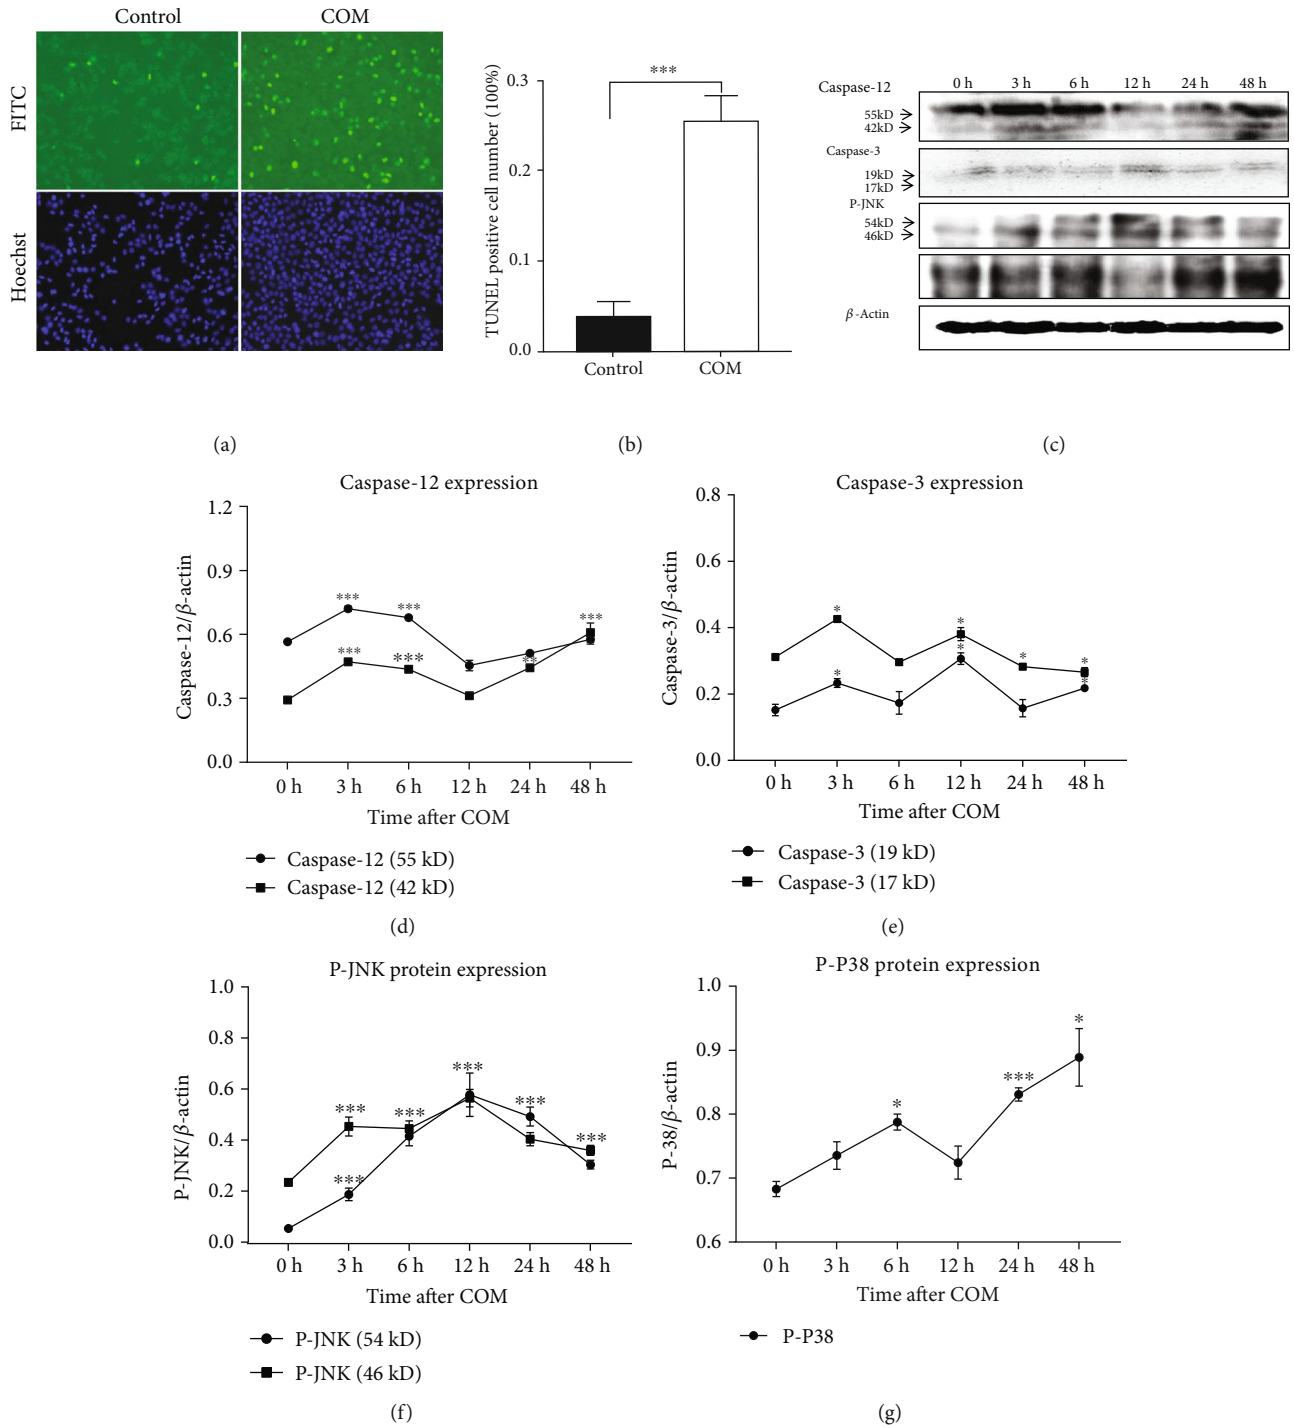 Control COM
FITC
Hoechst
(a)
TUNEL positive cell number (100%)
0.3
0.2
0.1
0.0
***
Control COM
(b)
0 h 3 h 6 h 12 h 24 h 48 h
Caspase-12
55kD
42kD
Caspase-3
19kD
17kD
P-JNK
54kD
46kD
β-Actin
(c)
Caspase-12 expression
Caspase-12/β-actin
1.2
0.9
0.6
0.3
0.0
*** *** ***
*** *** **
0 h 3 h 6 h 12 h 24 h 48 h
Time after COM
Caspase-12 (55 kD)
Caspase-12 (42 kD)
(d)
Caspase-3 expression
Caspase-3/β-actin
0.8
0.6
0.4
0.2
0.0
* * * *
* * *
0 h 3 h 6 h 12 h 24 h 48 h
Time after COM
Caspase-3 (19 kD)
Caspase-3 (17 kD)
(e)
P-JNK protein expression
P-JNK/β-actin
1.0
0.8
0.6
0.4
0.2
0.0
*** *** *** *** ***
***
0 h 3 h 6 h 12 h 24 h 48 h
Time after COM
P-JNK (54 kD)
P-JNK (46 kD)
(f)
P-P38 protein expression
P-38/β-actin
1.0
0.9
0.8
0.7
0.6
* *** *
0 h 3 h 6 h 12 h 24 h 48 h
Time after COM
P-P38
(g)